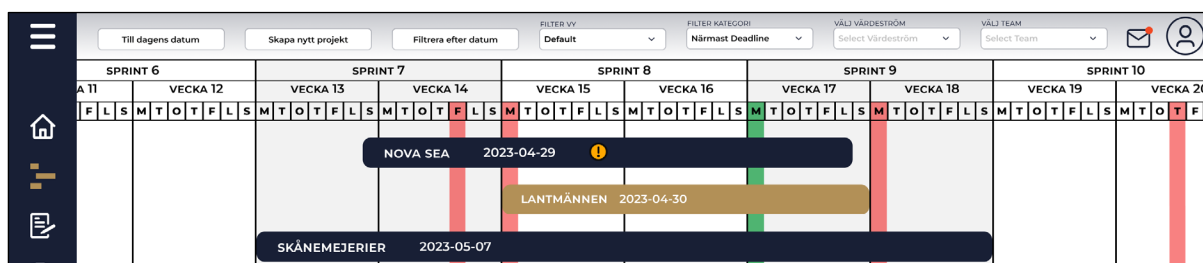 FILTER VY FILTER KATEGORI VÄLJ VÄRDESTRÖM VÄLJ TEAM
Till dagens datum Skapa nytt projekt Filtrera efter datum Default Närmast Deadline Select Värdeström Select Team
SPRINT 6 SPRINT 7 SPRINT 8 SPRINT 9 SPRINT 10
A 11 VECKA 12 VECKA 13 VECKA 14 VECKA 15 VECKA 16 VECKA 17 VECKA 18 VECKA 19 VECKA 20
F L S M T O T F L S M T O T F L S M T O T F L S M T O T F L S M T O T F L S M T O T F L S M T O T F L S M T O T F L S M T O T F
NOVA SEA 2023-04-29 !
LANTMÄNNEN 2023-04-30
SKÅNEMEJERIER 2023-05-07